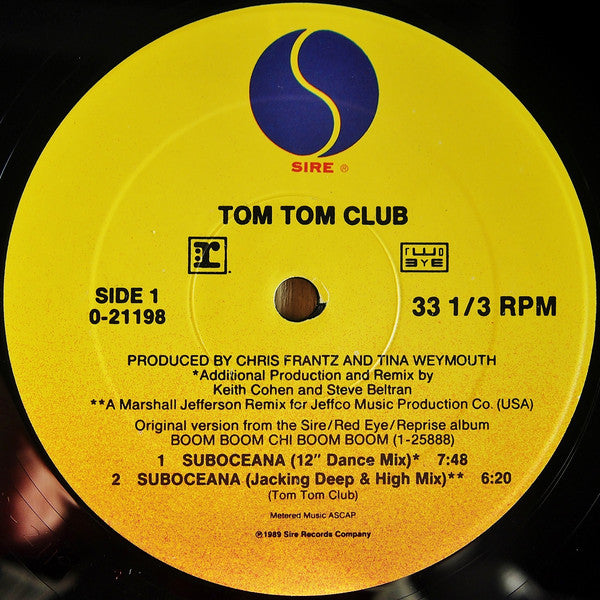 SIRE ®
TOM TOM CLUB
r
RED EYE
SIDE 1
0-21198
33 1/3 RPM
PRODUCED BY CHRIS FRANTZ AND TINA WEYMOUTH
*Additional Production and Remix by
Keith Cohen and Steve Beltran
**A Marshall Jefferson Remix for Jeffco Music Production Co. (USA)
Original version from the Sire/Red Eye/Reprise album
BOOM BOOM CHI BOOM BOOM (1-25888)
1 SUBOCEANA (12" Dance Mix)* 7:48
2 SUBOCEANA (Jacking Deep & High Mix)** 6:20
(Tom Tom Club)
Metered Music ASCAP
℗1989 Sire Records Company